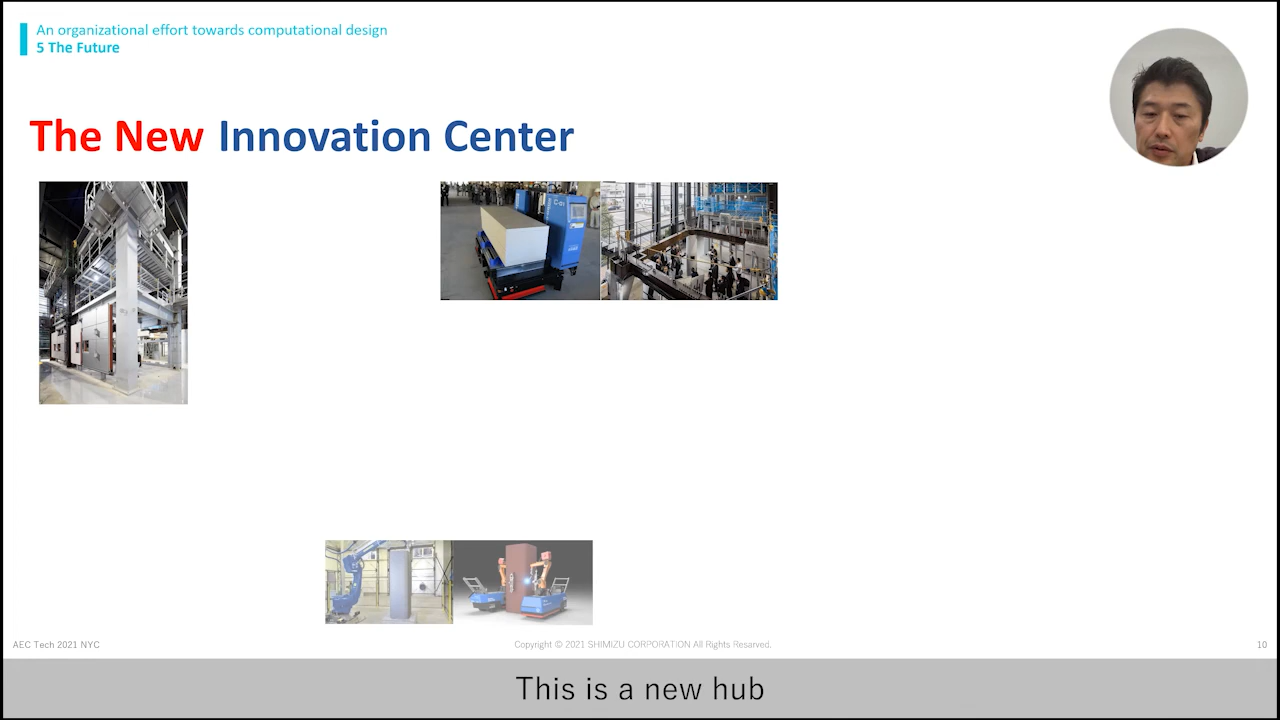 An organizational effort towards computational design
5 The Future
The New Innovation Center
AEC Tech 2021 NYC
Copyright © 2021 SHIMIZU CORPORATION All Rights Reserved.
10
This is a new hub